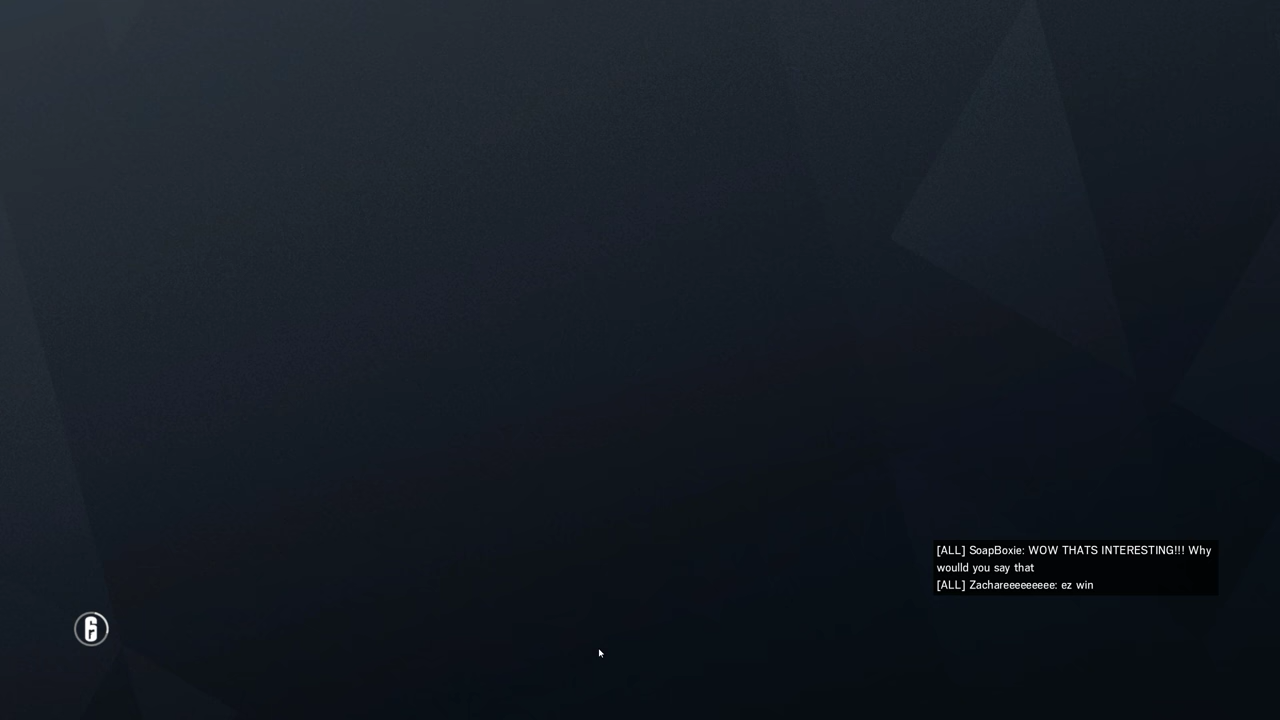 [ALL] SoapBoxie: WOW THATS INTERESTING!!! Why
woulld you say that
[ALL] Zachareeeeeeeee: ez win